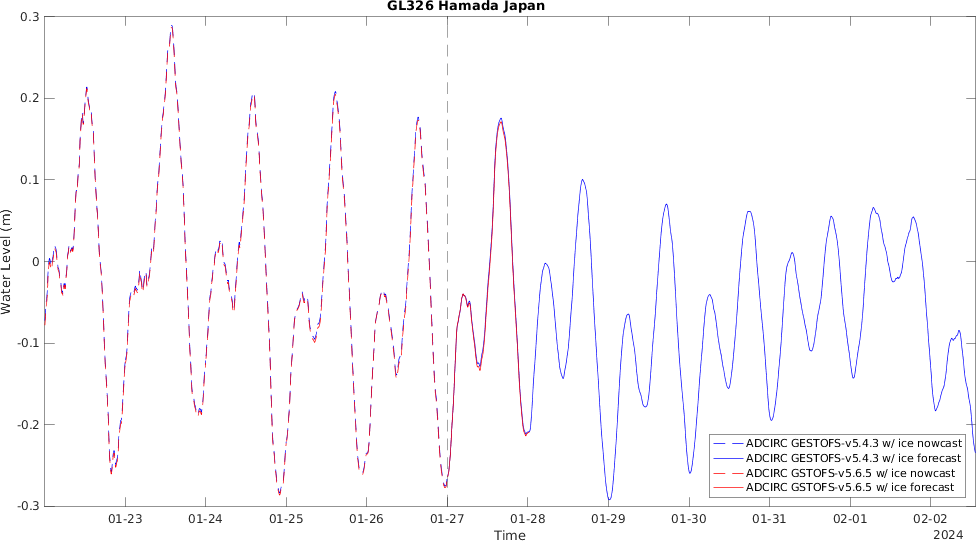 GL326 Hamada Japan
Water Level (m)
0.3
0.2
0.1
0
-0.1
-0.2
-0.3
ADCIRC GESTOFS-v5.4.3 w/ ice nowcast
ADCIRC GESTOFS-v5.4.3 w/ ice forecast
ADCIRC GSTOFS-v5.6.5 w/ ice nowcast
ADCIRC GSTOFS-v5.6.5 w/ ice forecast
01-23 01-24 01-25 01-26 01-27 01-28 01-29 01-30 01-31 02-01 02-02
Time
2024